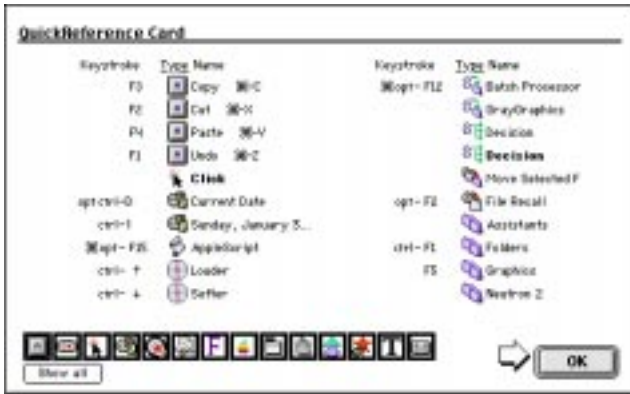 QuickReference Card
Keystroke Type Name
F3 Copy ⌘-C
F2 Cut ⌘-X
F4 Paste ⌘-V
F1 Undo ⌘-Z
Click
opt ctrl-D Current Date
ctrl-1 Sunday, January 3...
⌘opt- F15 AppleScript
ctrl- ↑ Louder
ctrl- ↓ Softer
Keystroke Type Name
⌘opt- F12 Batch Processor
GrayGraphics
Decision
Decision
Move Selected F
opt- F2 File Recall
Assistants
ctrl- F1 Folders
F5 Graphics
Neutron 2
F T
Show all
OK